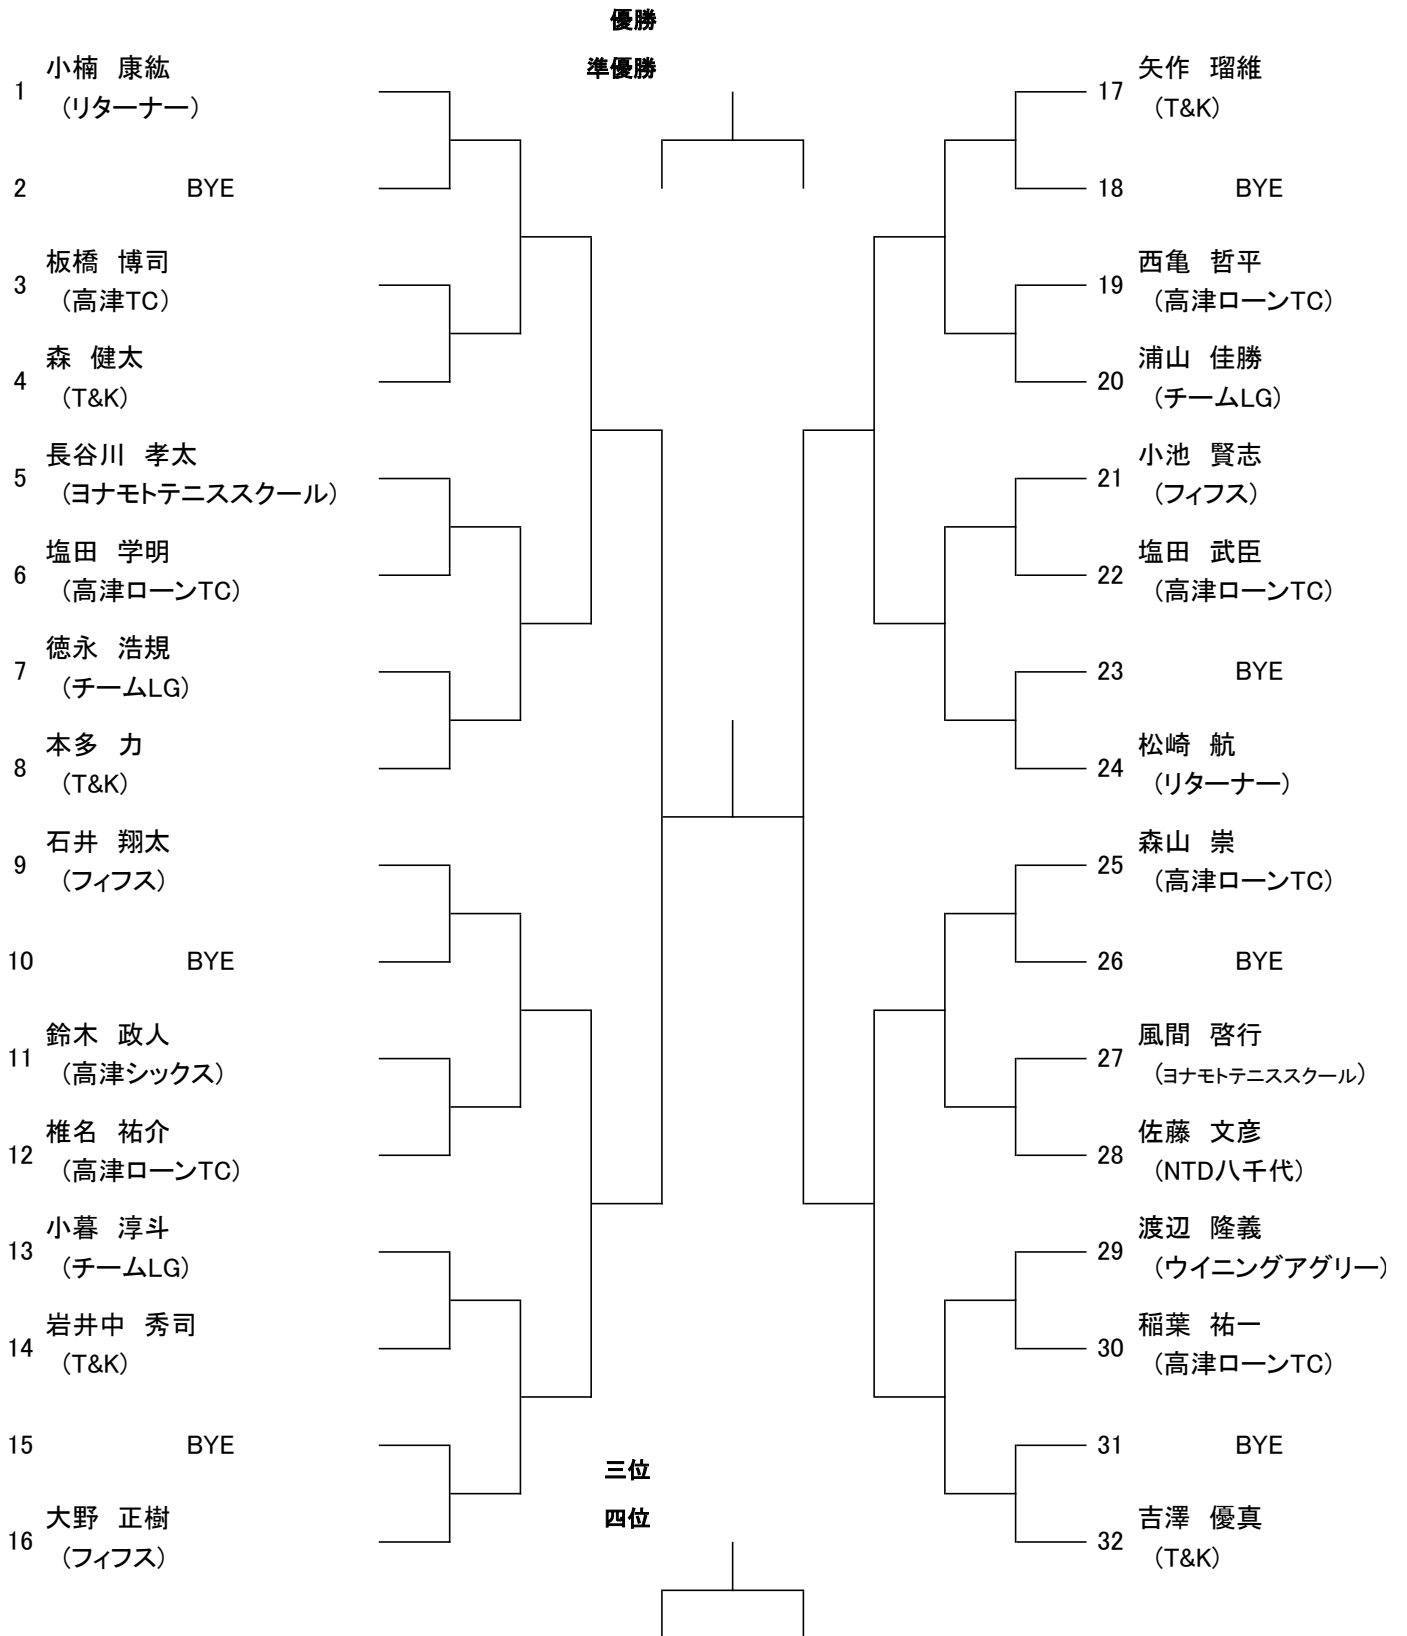 優勝
準優勝
1 小楠 康紘
(リターナー)
2 BYE
3 板橋 博司
(高津TC)
4 森 健太
(T&K)
5 長谷川 孝太
(ヨナモトテニススクール)
6 塩田 学明
(高津ローンTC)
7 徳永 浩規
(チームLG)
8 本多 力
(T&K)
9 石井 翔太
(フィフス)
10 BYE
11 鈴木 政人
(高津シックス)
12 椎名 祐介
(高津ローンTC)
13 小暮 淳斗
(チームLG)
14 岩井中 秀司
(T&K)
15 BYE
16 大野 正樹
(フィフス)
17 矢作 瑠維
(T&K)
18 BYE
19 西亀 哲平
(高津ローンTC)
20 浦山 佳勝
(チームLG)
21 小池 賢志
(フィフス)
22 塩田 武臣
(高津ローンTC)
23 BYE
24 松崎 航
(リターナー)
25 森山 崇
(高津ローンTC)
26 BYE
27 風間 啓行
(ヨナモトテニススクール)
28 佐藤 文彦
(NTD八千代)
29 渡辺 隆義
(ウイニングアグリー)
30 稲葉 祐一
(高津ローンTC)
31 BYE
32 吉澤 優真
(T&K)
三位
四位